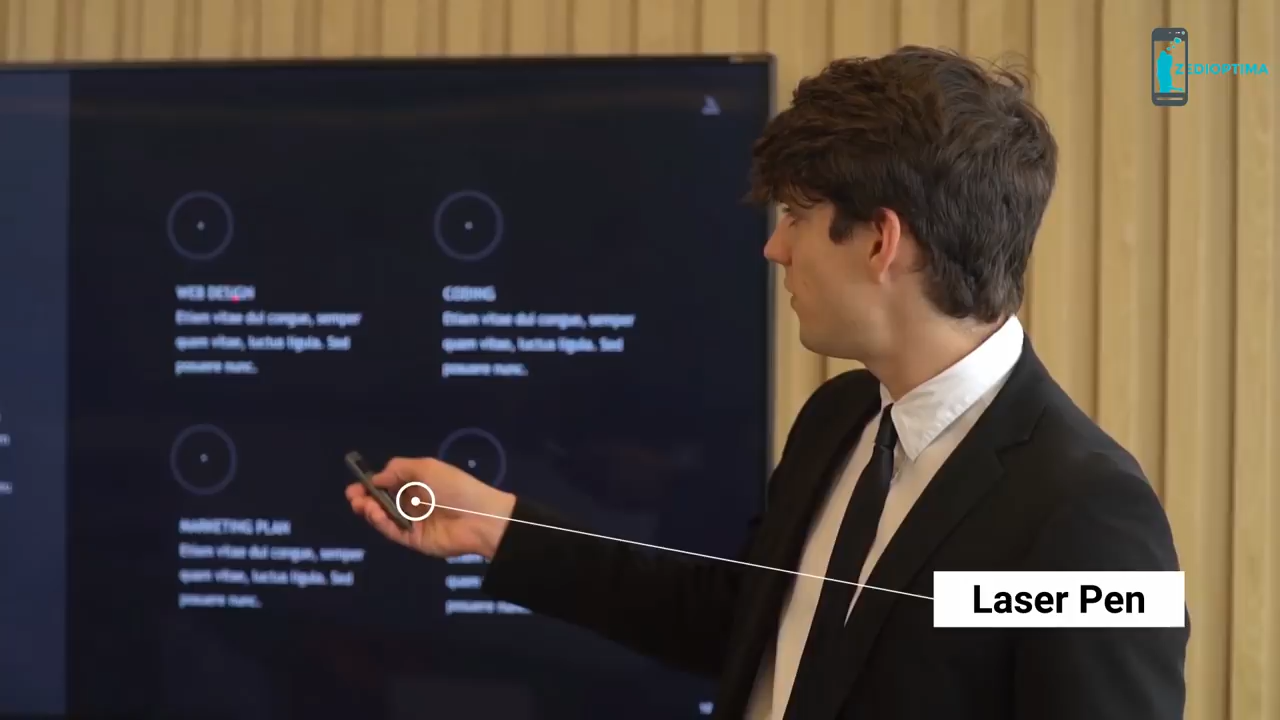 ZEDIOPTIMA
WEB DESIGN
Etiam vitae dui congue, semper
quam vitae, luctus ligula. Sed
posuere nunc.
CODING
Etiam vitae dui congue, semper
quam vitae, luctus ligula. Sed
posuere nunc.
MARKETING PLAN
Etiam vitae dui congue, semper
quam vitae, luctus ligula. Sed
posuere nunc.
quam
posuere
Laser Pen